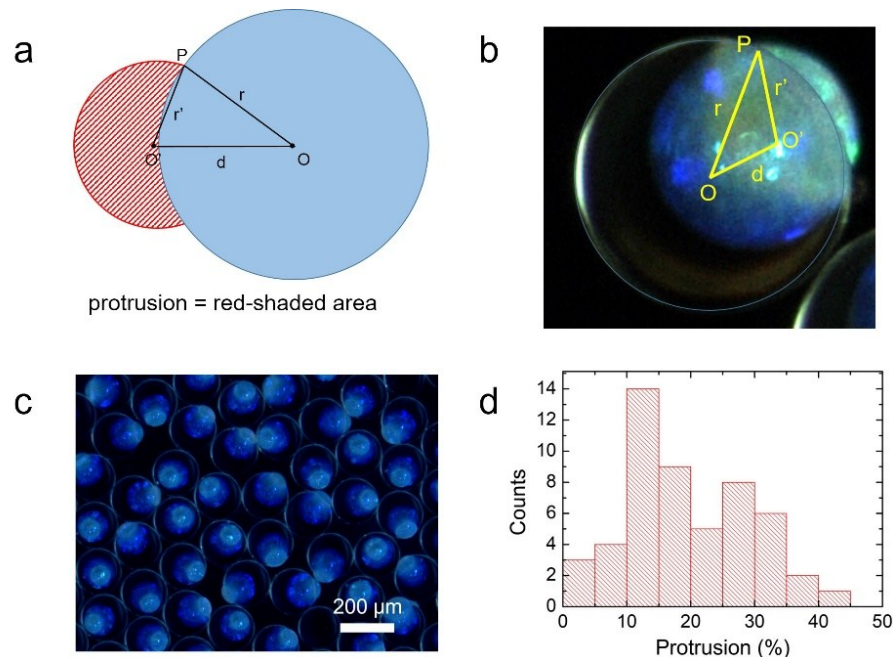 a
P
r
r’
O’
d
O
protrusion = red-shaded area
b
P
r
r’
O’
d
O
c
200 µm
d
Counts
14
12
10
8
6
4
2
0
0 10 20 30 40 50
Protrusion (%)